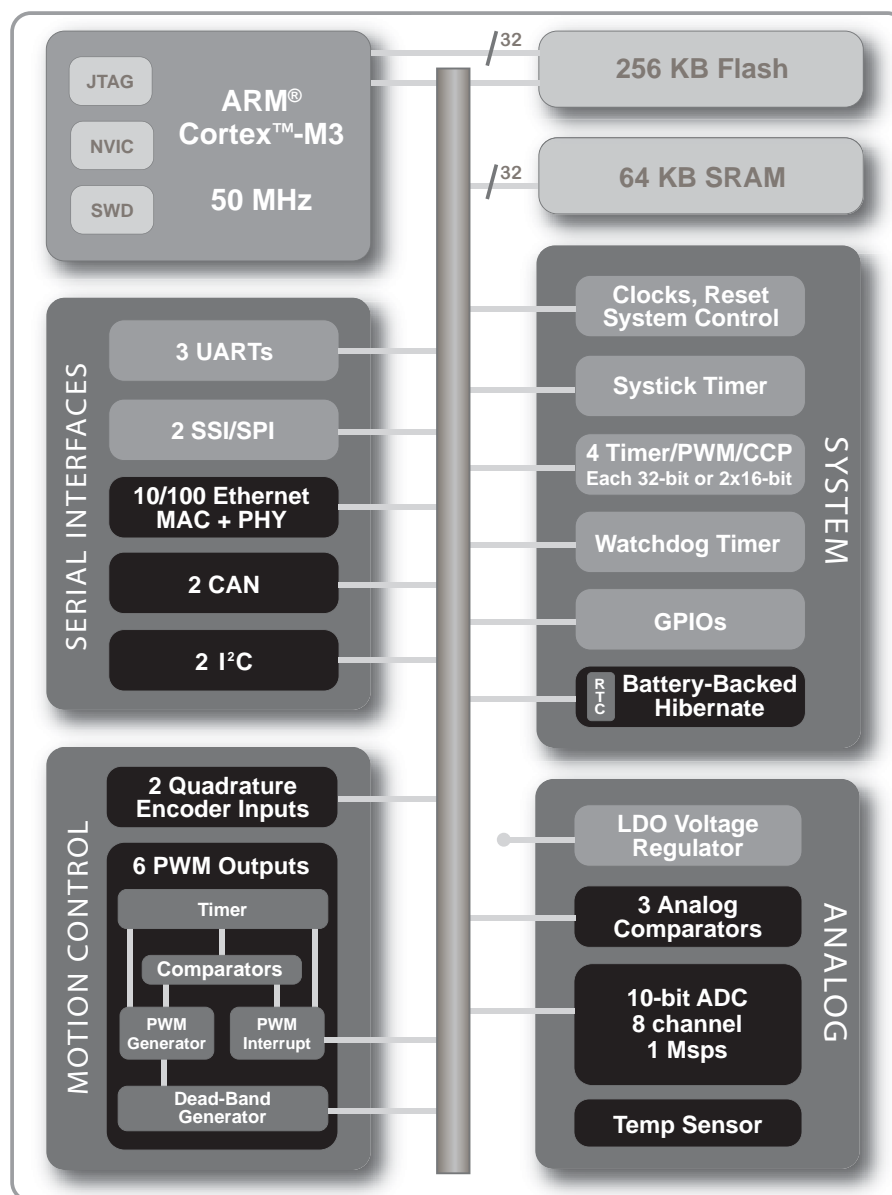 JTAG
NVIC
SWD
ARM®
Cortex™-M3
50 MHz
32
256 KB Flash
32
64 KB SRAM
SERIAL INTERFACES
3 UARTs
2 SSI/SPI
10/100 Ethernet
MAC + PHY
2 CAN
2 I²C
SYSTEM
Clocks, Reset
System Control
Systick Timer
4 Timer/PWM/CCP
Each 32-bit or 2x16-bit
Watchdog Timer
GPIOs
RTC
Battery-Backed
Hibernate
MOTION CONTROL
2 Quadrature
Encoder Inputs
6 PWM Outputs
Timer
Comparators
PWM
Generator
PWM
Interrupt
Dead-Band
Generator
ANALOG
LDO Voltage
Regulator
3 Analog
Comparators
10-bit ADC
8 channel
1 Msps
Temp Sensor